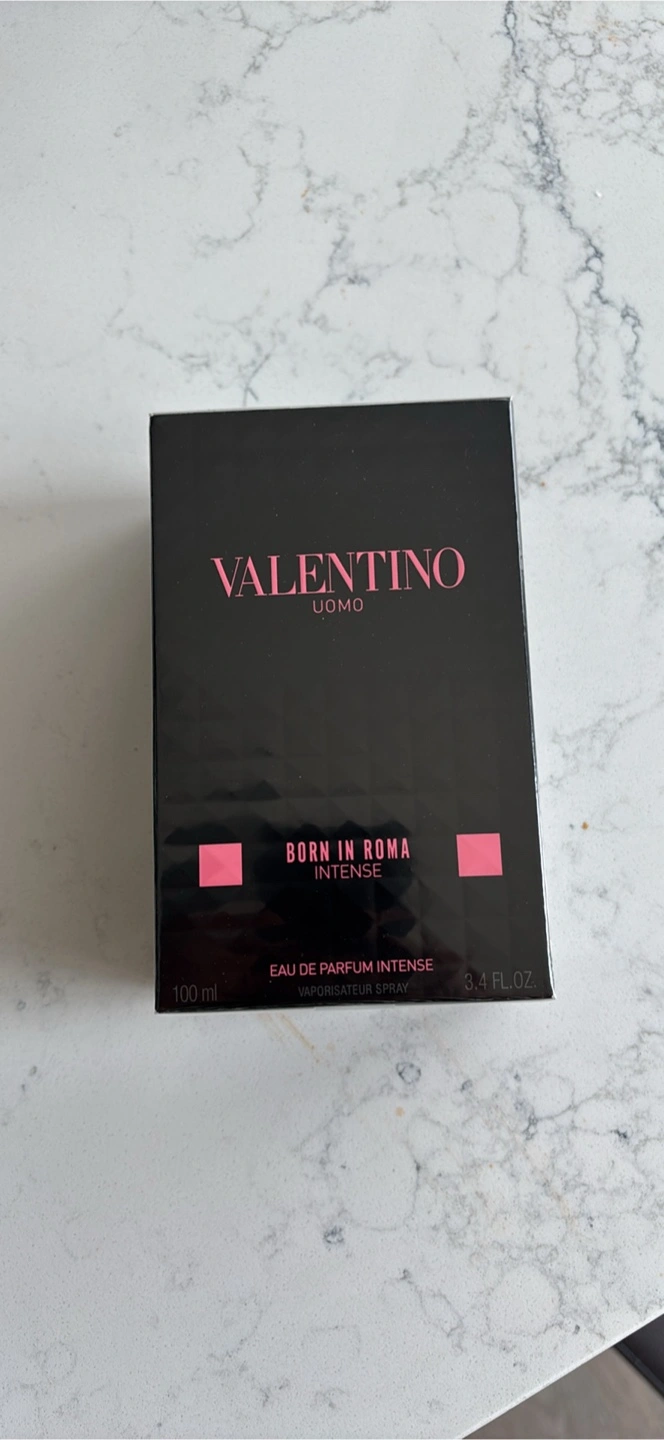 VALENTINO
UOMO
BORN IN ROMA
INTENSE
EAU DE PARFUM INTENSE
100 ml VAPORISATEUR SPRAY 3.4 FL.OZ.